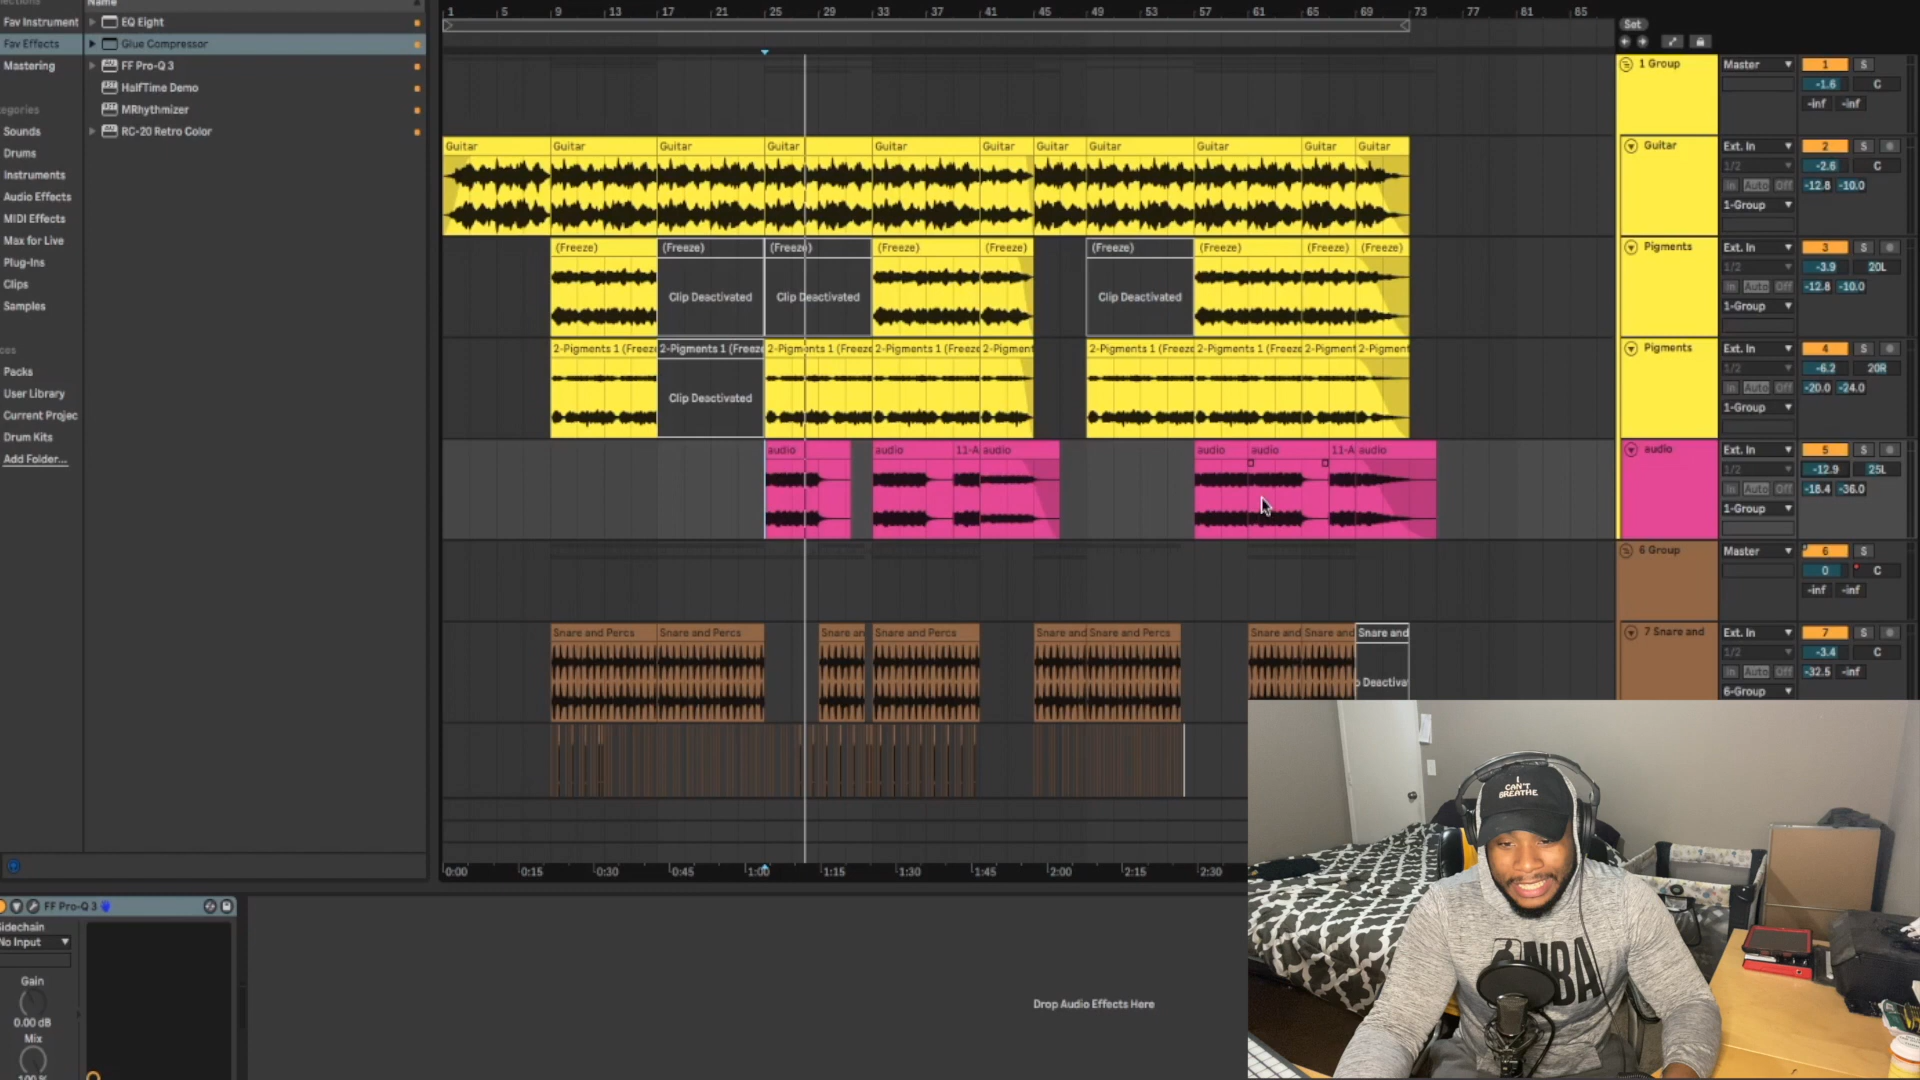 Name
1 5 9 13 17 21 25 29 33 37 41 45 49 53 57 61 65 69 73 77 81 85
Set
Fav Instrument
EQ Eight
Fav Effects
Glue Compressor
Mastering
FF Pro-Q 3
HalfTime Demo
MRhythmizer
RC-20 Retro Color
Sounds
Drums
Instruments
Audio Effects
MIDI Effects
Max for Live
Plug-Ins
Clips
Samples
Packs
User Library
Current Projec
Drum Kits
Add Folder...
1 Group
Master
1 S
-1.6 C
-inf -inf
Guitar Guitar Guitar Guitar Guitar Guitar Guitar Guitar Guitar Guitar Guitar
Guitar
Ext. In
2 S
1/2
-2.6 C
In Auto Off
-12.8 -10.0
1-Group
(Freeze) (Freeze) (Freeze) (Freeze) (Freeze) (Freeze) (Freeze) (Freeze) (Freeze)
Clip Deactivated Clip Deactivated Clip Deactivated
Pigments
Ext. In
3 S
1/2
-3.9 20L
In Auto Off
-12.8 -10.0
1-Group
2-Pigments 1 (Freeze 2-Pigments 1 (Freeze 2-Pigments 1 (Freeze 2-Pigments 1 (Freeze 2-Pigment 2-Pigments 1 (Freeze 2-Pigments 1 (Freeze 2-Pigment 2-Pigment
Clip Deactivated
Pigments
Ext. In
4 S
1/2
-6.2 20R
In Auto Off
-20.0 -24.0
1-Group
audio audio 11-A audio audio audio 11-A audio
audio
Ext. In
5 S
1/2
-12.9 25L
In Auto Off
-18.4 -36.0
1-Group
6 Group
Master
6 S
0 C
-inf -inf
Snare and Percs Snare and Percs Snare an Snare and Percs Snare and Snare and Percs Snare and Snare and Snare and
Deactivat
7 Snare and
Ext. In
7 S
1/2
-3.4 C
In Auto Off
-32.5 -inf
6-Group
0:00 0:15 0:30 0:45 1:00 1:15 1:30 1:45 2:00 2:15 2:30
FF Pro-Q 3
Sidechain
No Input
Gain
0.00 dB
Mix
Drop Audio Effects Here
I
CAN'T
BREATHE
NBA